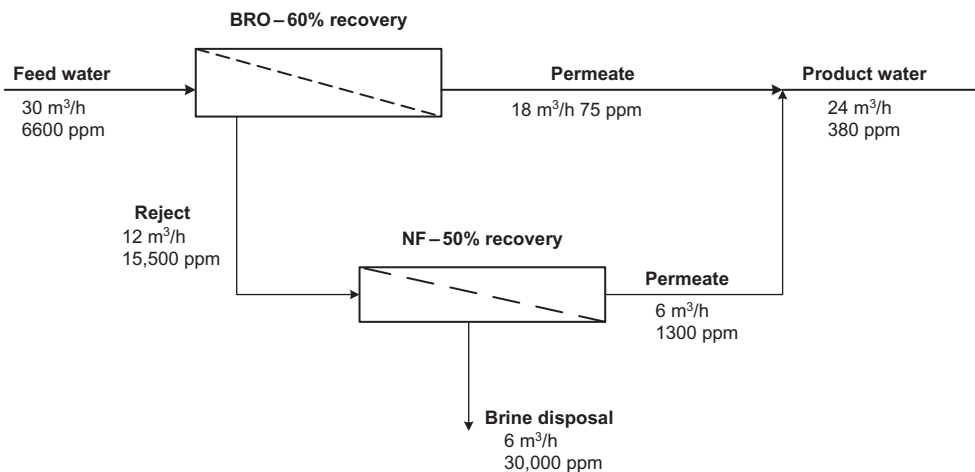 BRO – 60% recovery
Feed water
30 m³/h
6600 ppm
Permeate
18 m³/h 75 ppm
Product water
24 m³/h
380 ppm
Reject
12 m³/h
15,500 ppm
NF – 50% recovery
Permeate
6 m³/h
1300 ppm
Brine disposal
6 m³/h
30,000 ppm